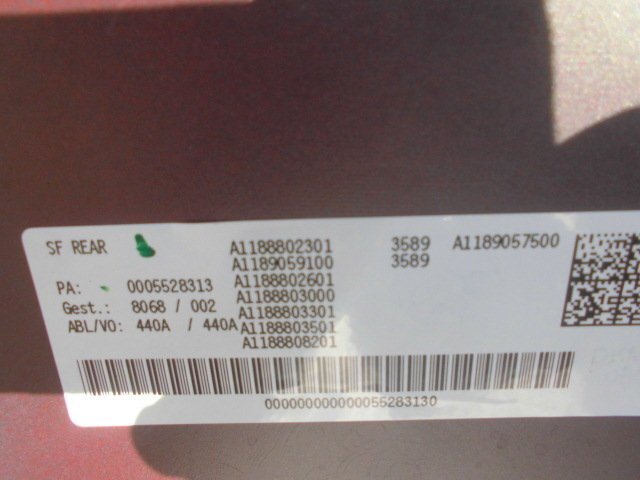 SF REAR A1188802301 3589 A1189057500
A1189059100 3589
A1188802601
PA: 0005528313 A1188803000
Gest.: 8068 / 002 A1188803301
ABL/VO: 440A / 440A A1188803501
A1188808201
00000000000000055283130